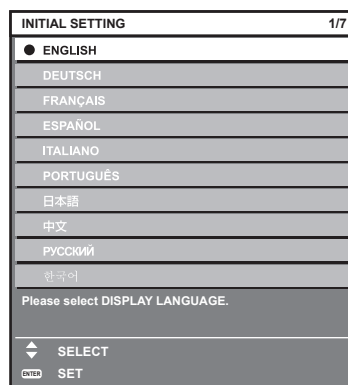 INITIAL SETTING 1/7
ENGLISH
DEUTSCH
FRANÇAIS
ESPAÑOL
ITALIANO
PORTUGUÊS
日本語
中文
РУССКИЙ
한국어
Please select DISPLAY LANGUAGE.
SELECT
ENTER SET